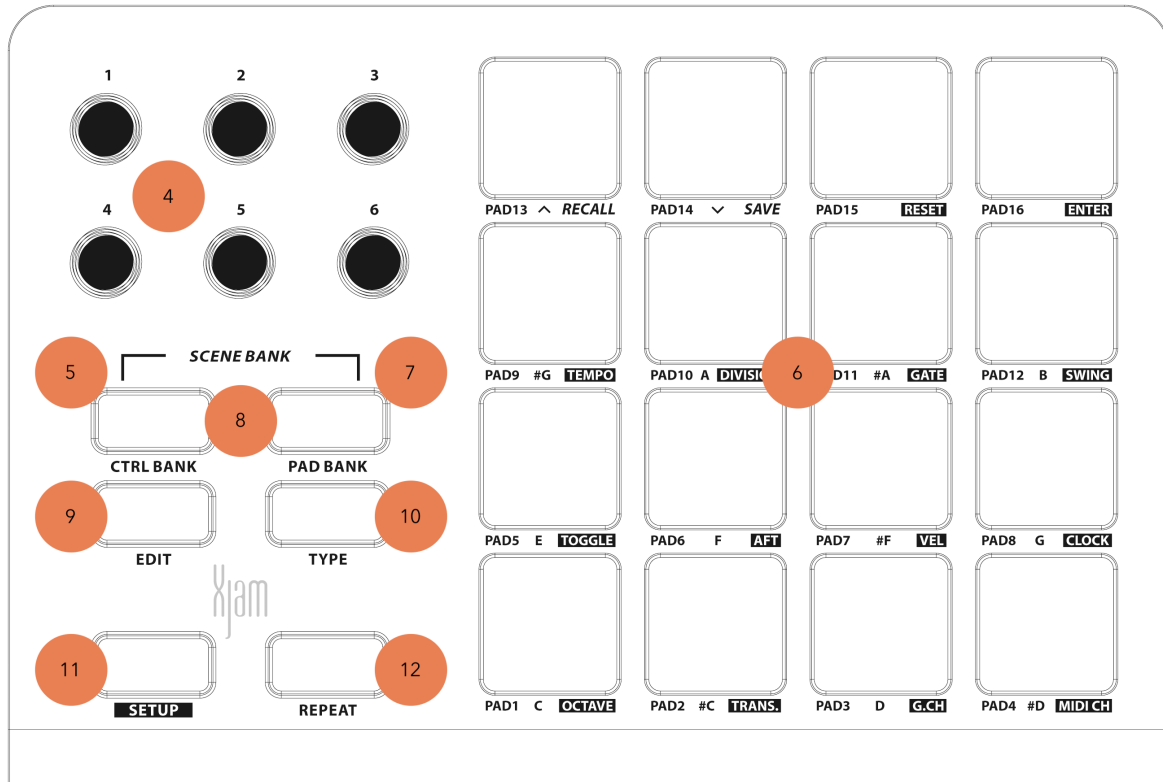 1 2 3
4
4 5 6
PAD13 ^ RECALL PAD14 v SAVE PAD15 RESET PAD16 ENTER
5 SCENE BANK 7
8
CTRL BANK PAD BANK
PAD9 #G TEMPO PAD10 A 6 #A GATE PAD12 B SWING
9 10
EDIT TYPE
PAD5 E TOGGLE PAD6 F AFT PAD7 #F VEL PAD8 G CLOCK
Xjam
11 12
SETUP REPEAT
PAD1 C OCTAVE PAD2 #C TRANS. PAD3 D G.CH PAD4 #D MIDI CH